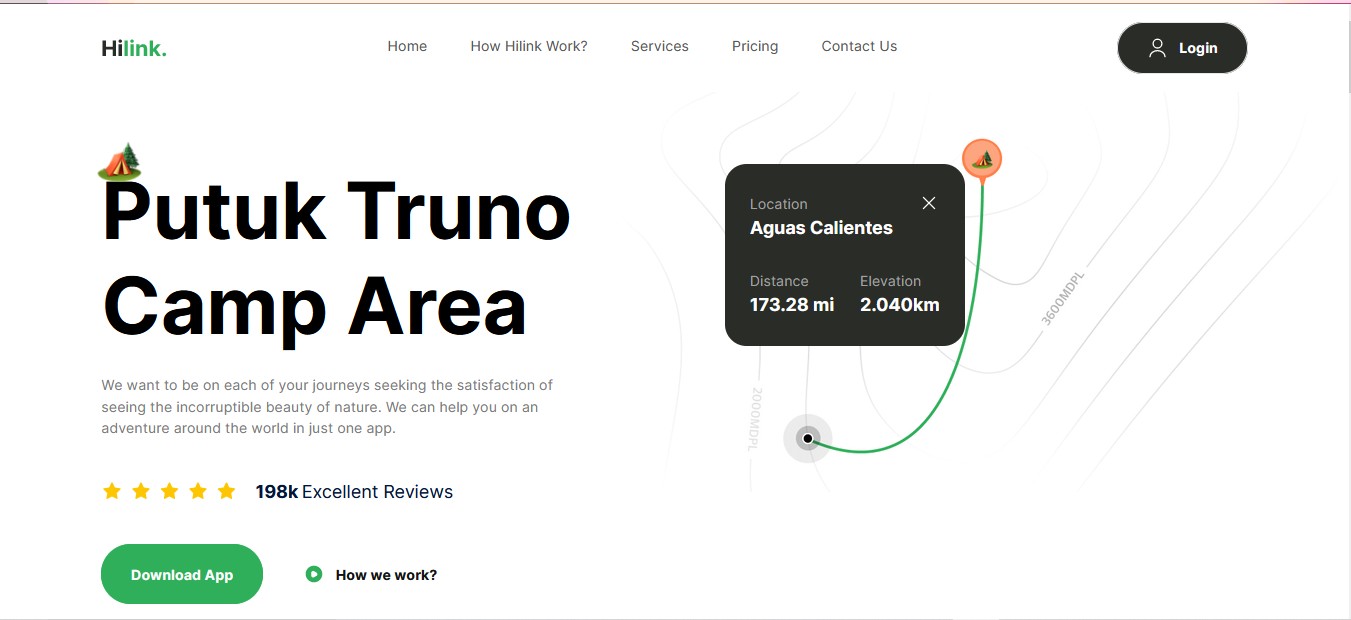 Hilink.
Home
How Hilink Work?
Services
Pricing
Contact Us
Login
Putuk Truno
Camp Area
We want to be on each of your journeys seeking the satisfaction of
seeing the incorruptible beauty of nature. We can help you on an
adventure around the world in just one app.
198k Excellent Reviews
Download App
How we work?
Location
Aguas Calientes
Distance
Elevation
173.28 mi
2.040km
3600MDPL
2000MDPL